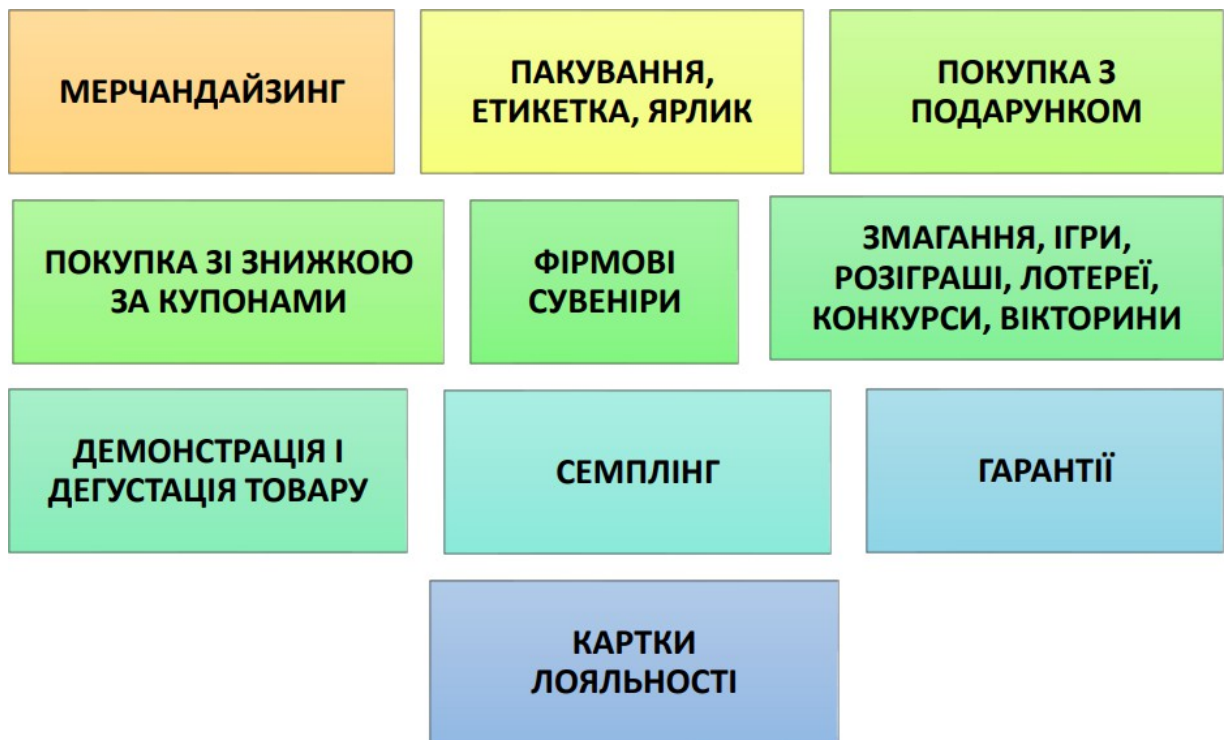 МЕРЧАНДАЙЗИНГ
ПАКУВАННЯ,
ЕТИКЕТКА, ЯРЛИК
ПОКУПКА З
ПОДАРУНКОМ
ПОКУПКА ЗІ ЗНИЖКОЮ
ЗА КУПОНАМИ
ФІРМОВІ
СУВЕНІРИ
ЗМАГАННЯ, ІГРИ,
РОЗІГРАШІ, ЛОТЕРЕЇ,
КОНКУРСИ, ВІКТОРИНИ
ДЕМОНСТРАЦІЯ І
ДЕГУСТАЦІЯ ТОВАРУ
СЕМПЛІНГ
ГАРАНТІЇ
КАРТКИ
ЛОЯЛЬНОСТІ